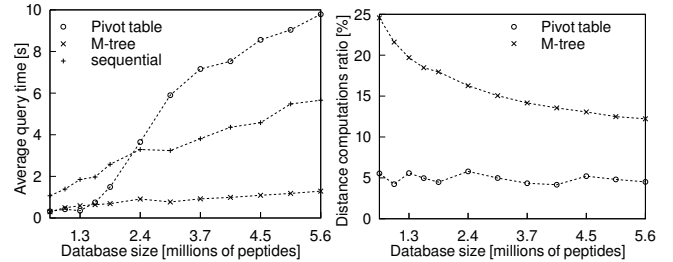 Average query time [s]
10
8
6
4
2
0
Pivot table
M-tree
sequential
1.3 2.4 3.7 4.5 5.6
Database size [millions of peptides]
Distance computations ratio [%]
25
20
15
10
5
0
Pivot table
M-tree
1.3 2.4 3.7 4.5 5.6
Database size [millions of peptides]